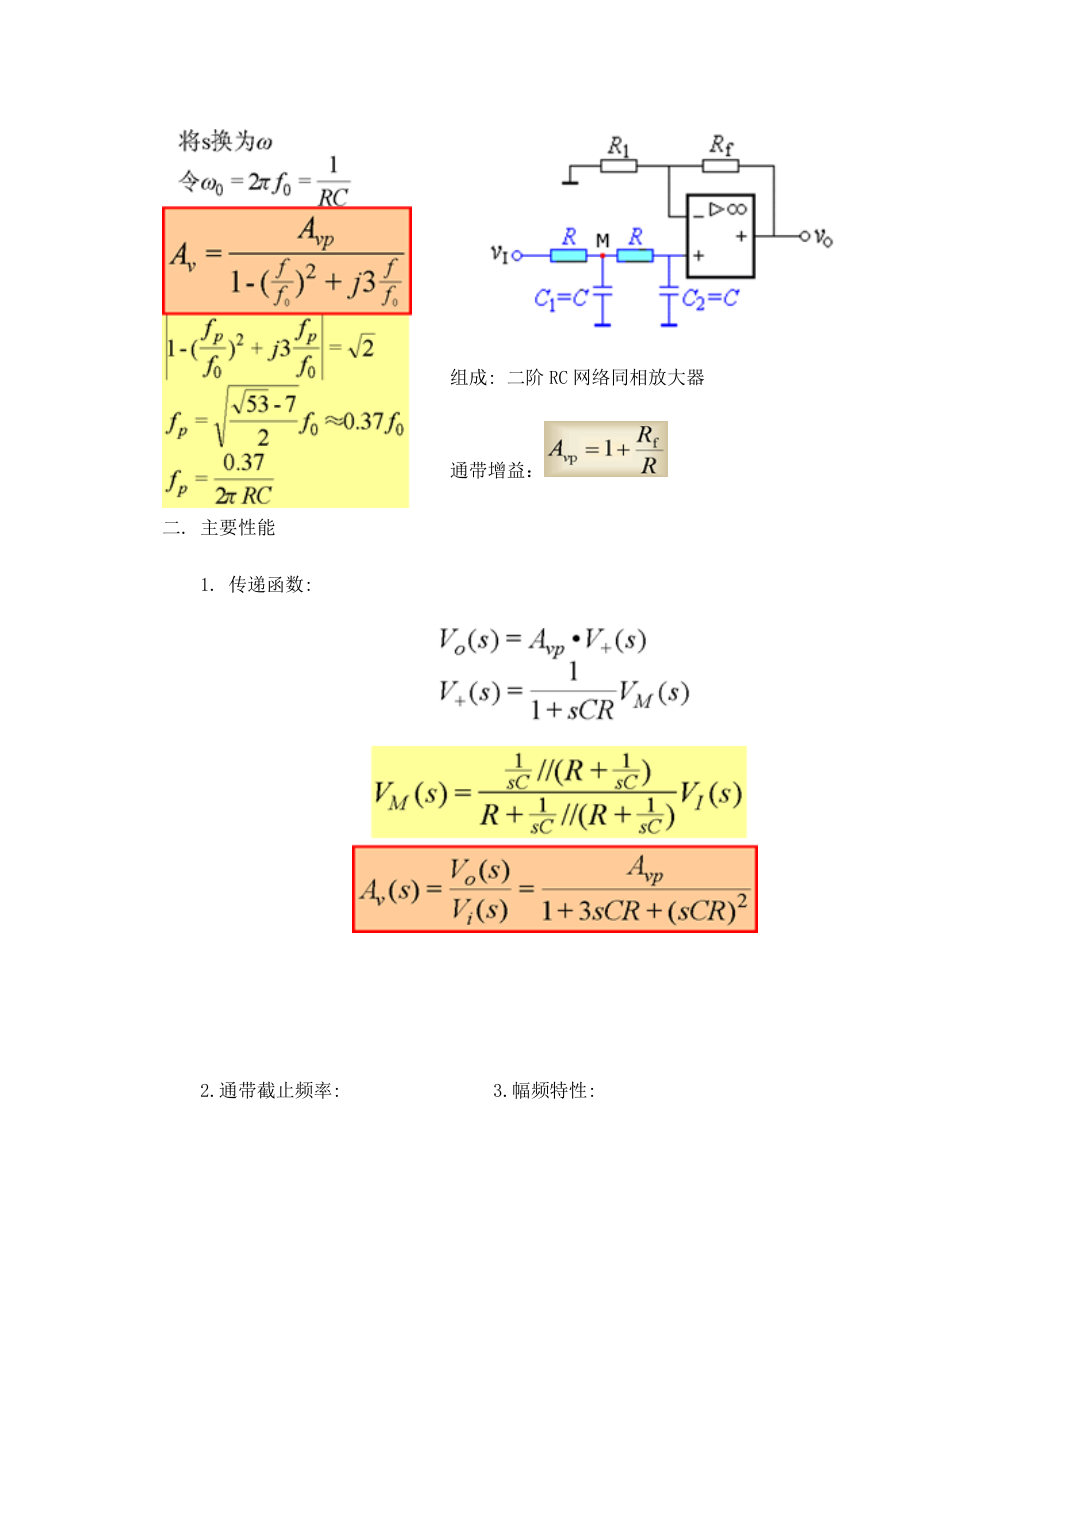 将s换为ω
令ω₀ = 2π f₀ = 1/RC
A_v = A_vp / (1-(f/f₀)² + j3 f/f₀)
|1-(f_p/f₀)² + j3 f_p/f₀| = √2
f_p = √((√53 - 7)/2) f₀ ≈0.37f₀
f_p = 0.37/(2π RC)
R₁
R_f
▷∞
−
+
+
v_I
R
M
R
v_o
C₁=C
C₂=C
组成: 二阶 RC 网络同相放大器
通带增益: A_vp = 1+ R_f/R
二. 主要性能
1. 传递函数:
V_o(s) = A_vp •V₊(s)
V₊(s) = 1/(1+sCR) V_M(s)
V_M(s) = (1/sC //(R + 1/sC)) / (R + 1/sC //(R + 1/sC)) V_I(s)
A_v(s) = V_o(s)/V_i(s) = A_vp / (1+3sCR+(sCR)²)
2.通带截止频率: 3.幅频特性: